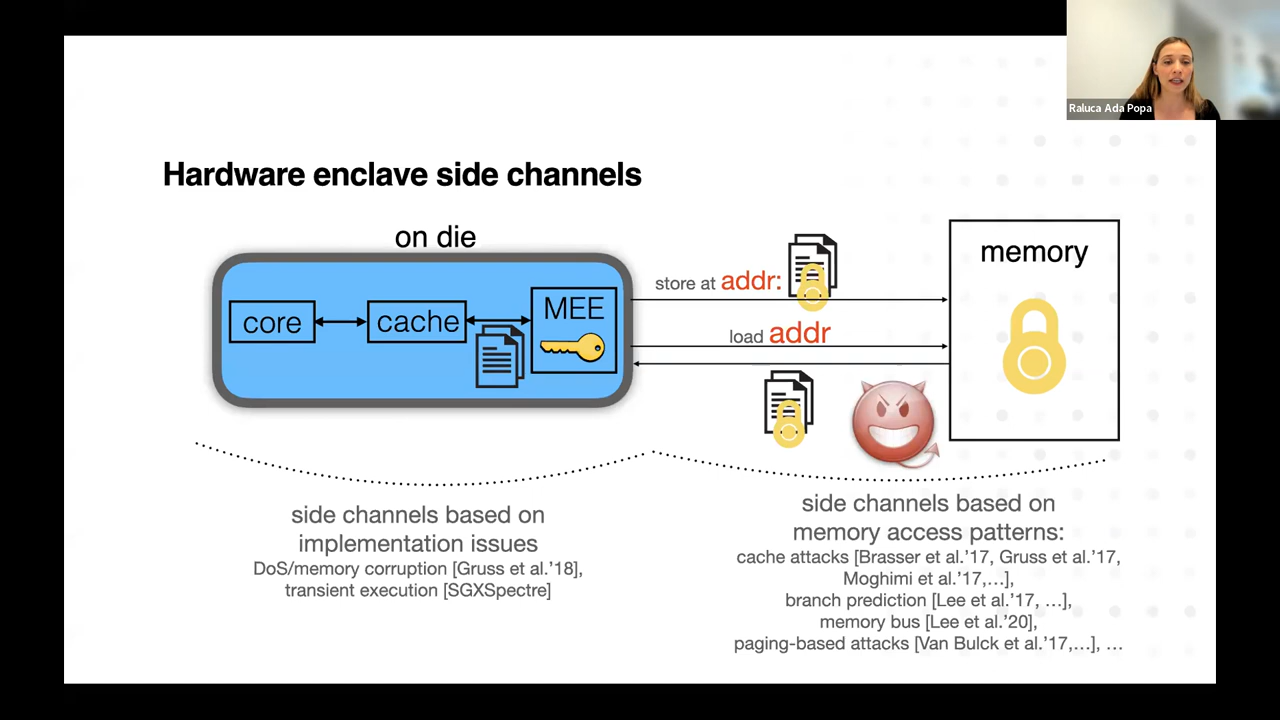 Raluca Ada Popa
Hardware enclave side channels
on die
core
cache
MEE
store at addr:
load addr
memory
side channels based on
implementation issues
DoS/memory corruption [Gruss et al.'18],
transient execution [SGXSpectre]
side channels based on
memory access patterns:
cache attacks [Brasser et al.'17, Gruss et al.'17,
Moghimi et al.'17,...],
branch prediction [Lee et al.'17, ...],
memory bus [Lee et al.'20],
paging-based attacks [Van Bulck et al.'17,...], ...